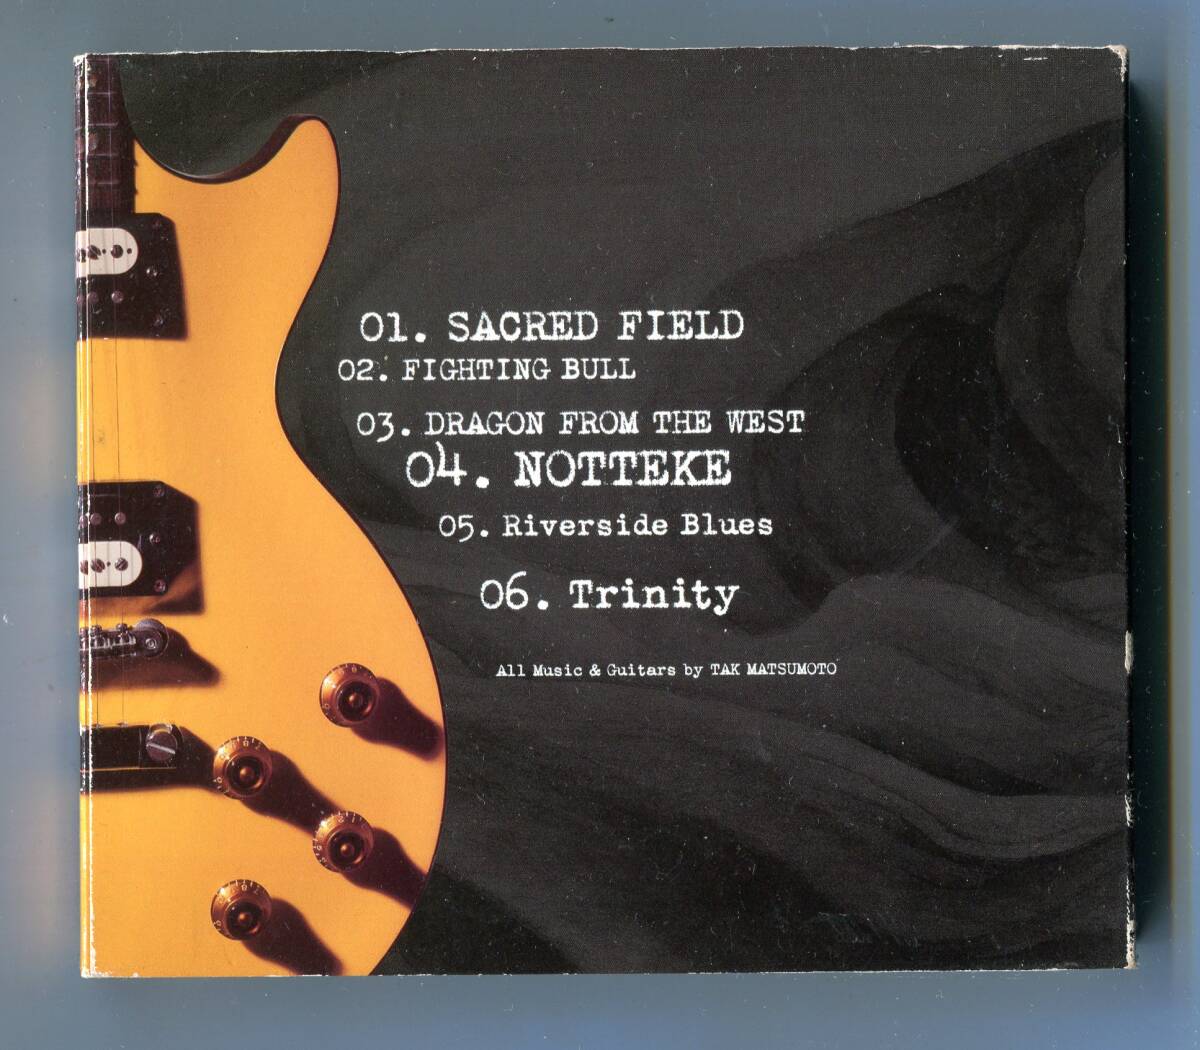 01. SACRED FIELD
02. FIGHTING BULL
03. DRAGON FROM THE WEST
04. NOTTEKE
05. Riverside Blues
06. Trinity
All Music & Guitars by TAK MATSUMOTO